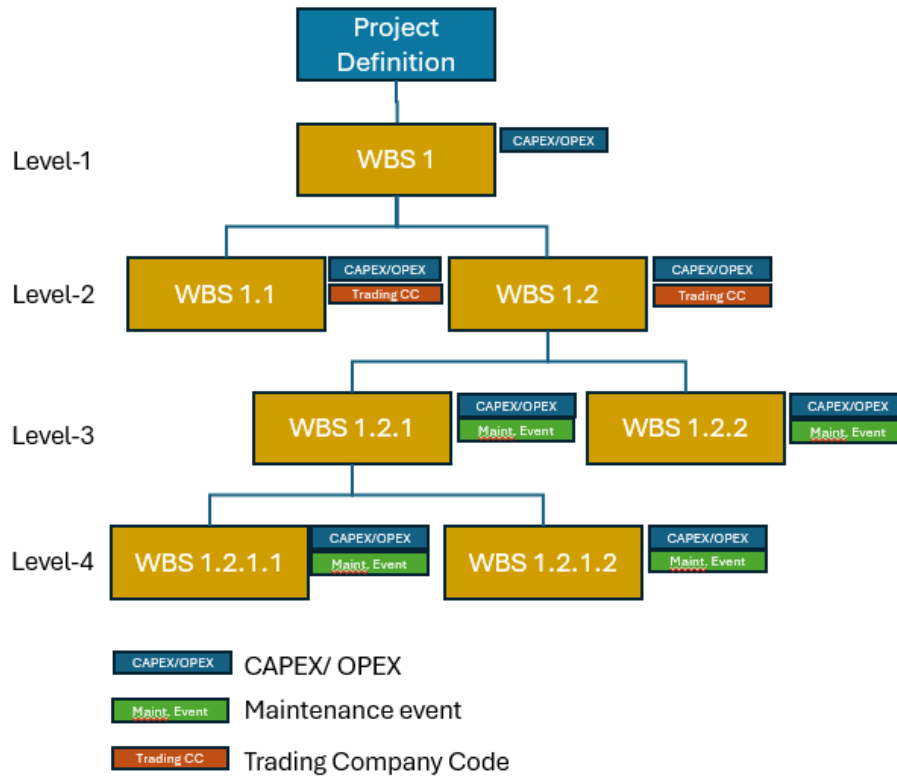 Project
Definition
Level-1
WBS 1
CAPEX/OPEX
Level-2
WBS 1.1
CAPEX/OPEX
Trading CC
WBS 1.2
CAPEX/OPEX
Trading CC
Level-3
WBS 1.2.1
CAPEX/OPEX
Maint. Event
WBS 1.2.2
CAPEX/OPEX
Maint. Event
Level-4
WBS 1.2.1.1
CAPEX/OPEX
Maint. Event
WBS 1.2.1.2
CAPEX/OPEX
Maint. Event
CAPEX/OPEX
CAPEX/ OPEX
Maint. Event
Maintenance event
Trading CC
Trading Company Code